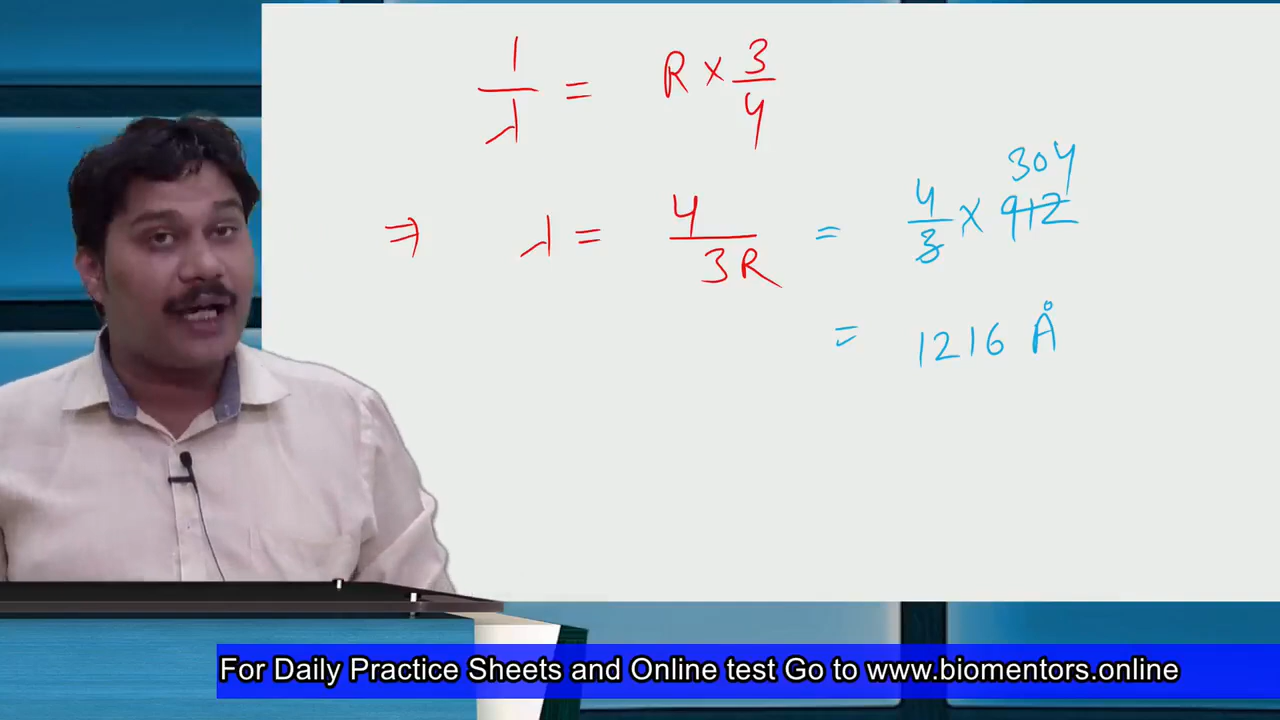 1/λ = R × 3/4
304
⇒ λ = 4/3R = 4/3 × 912
= 1216 Å
For Daily Practice Sheets and Online test Go to www.biomentors.online